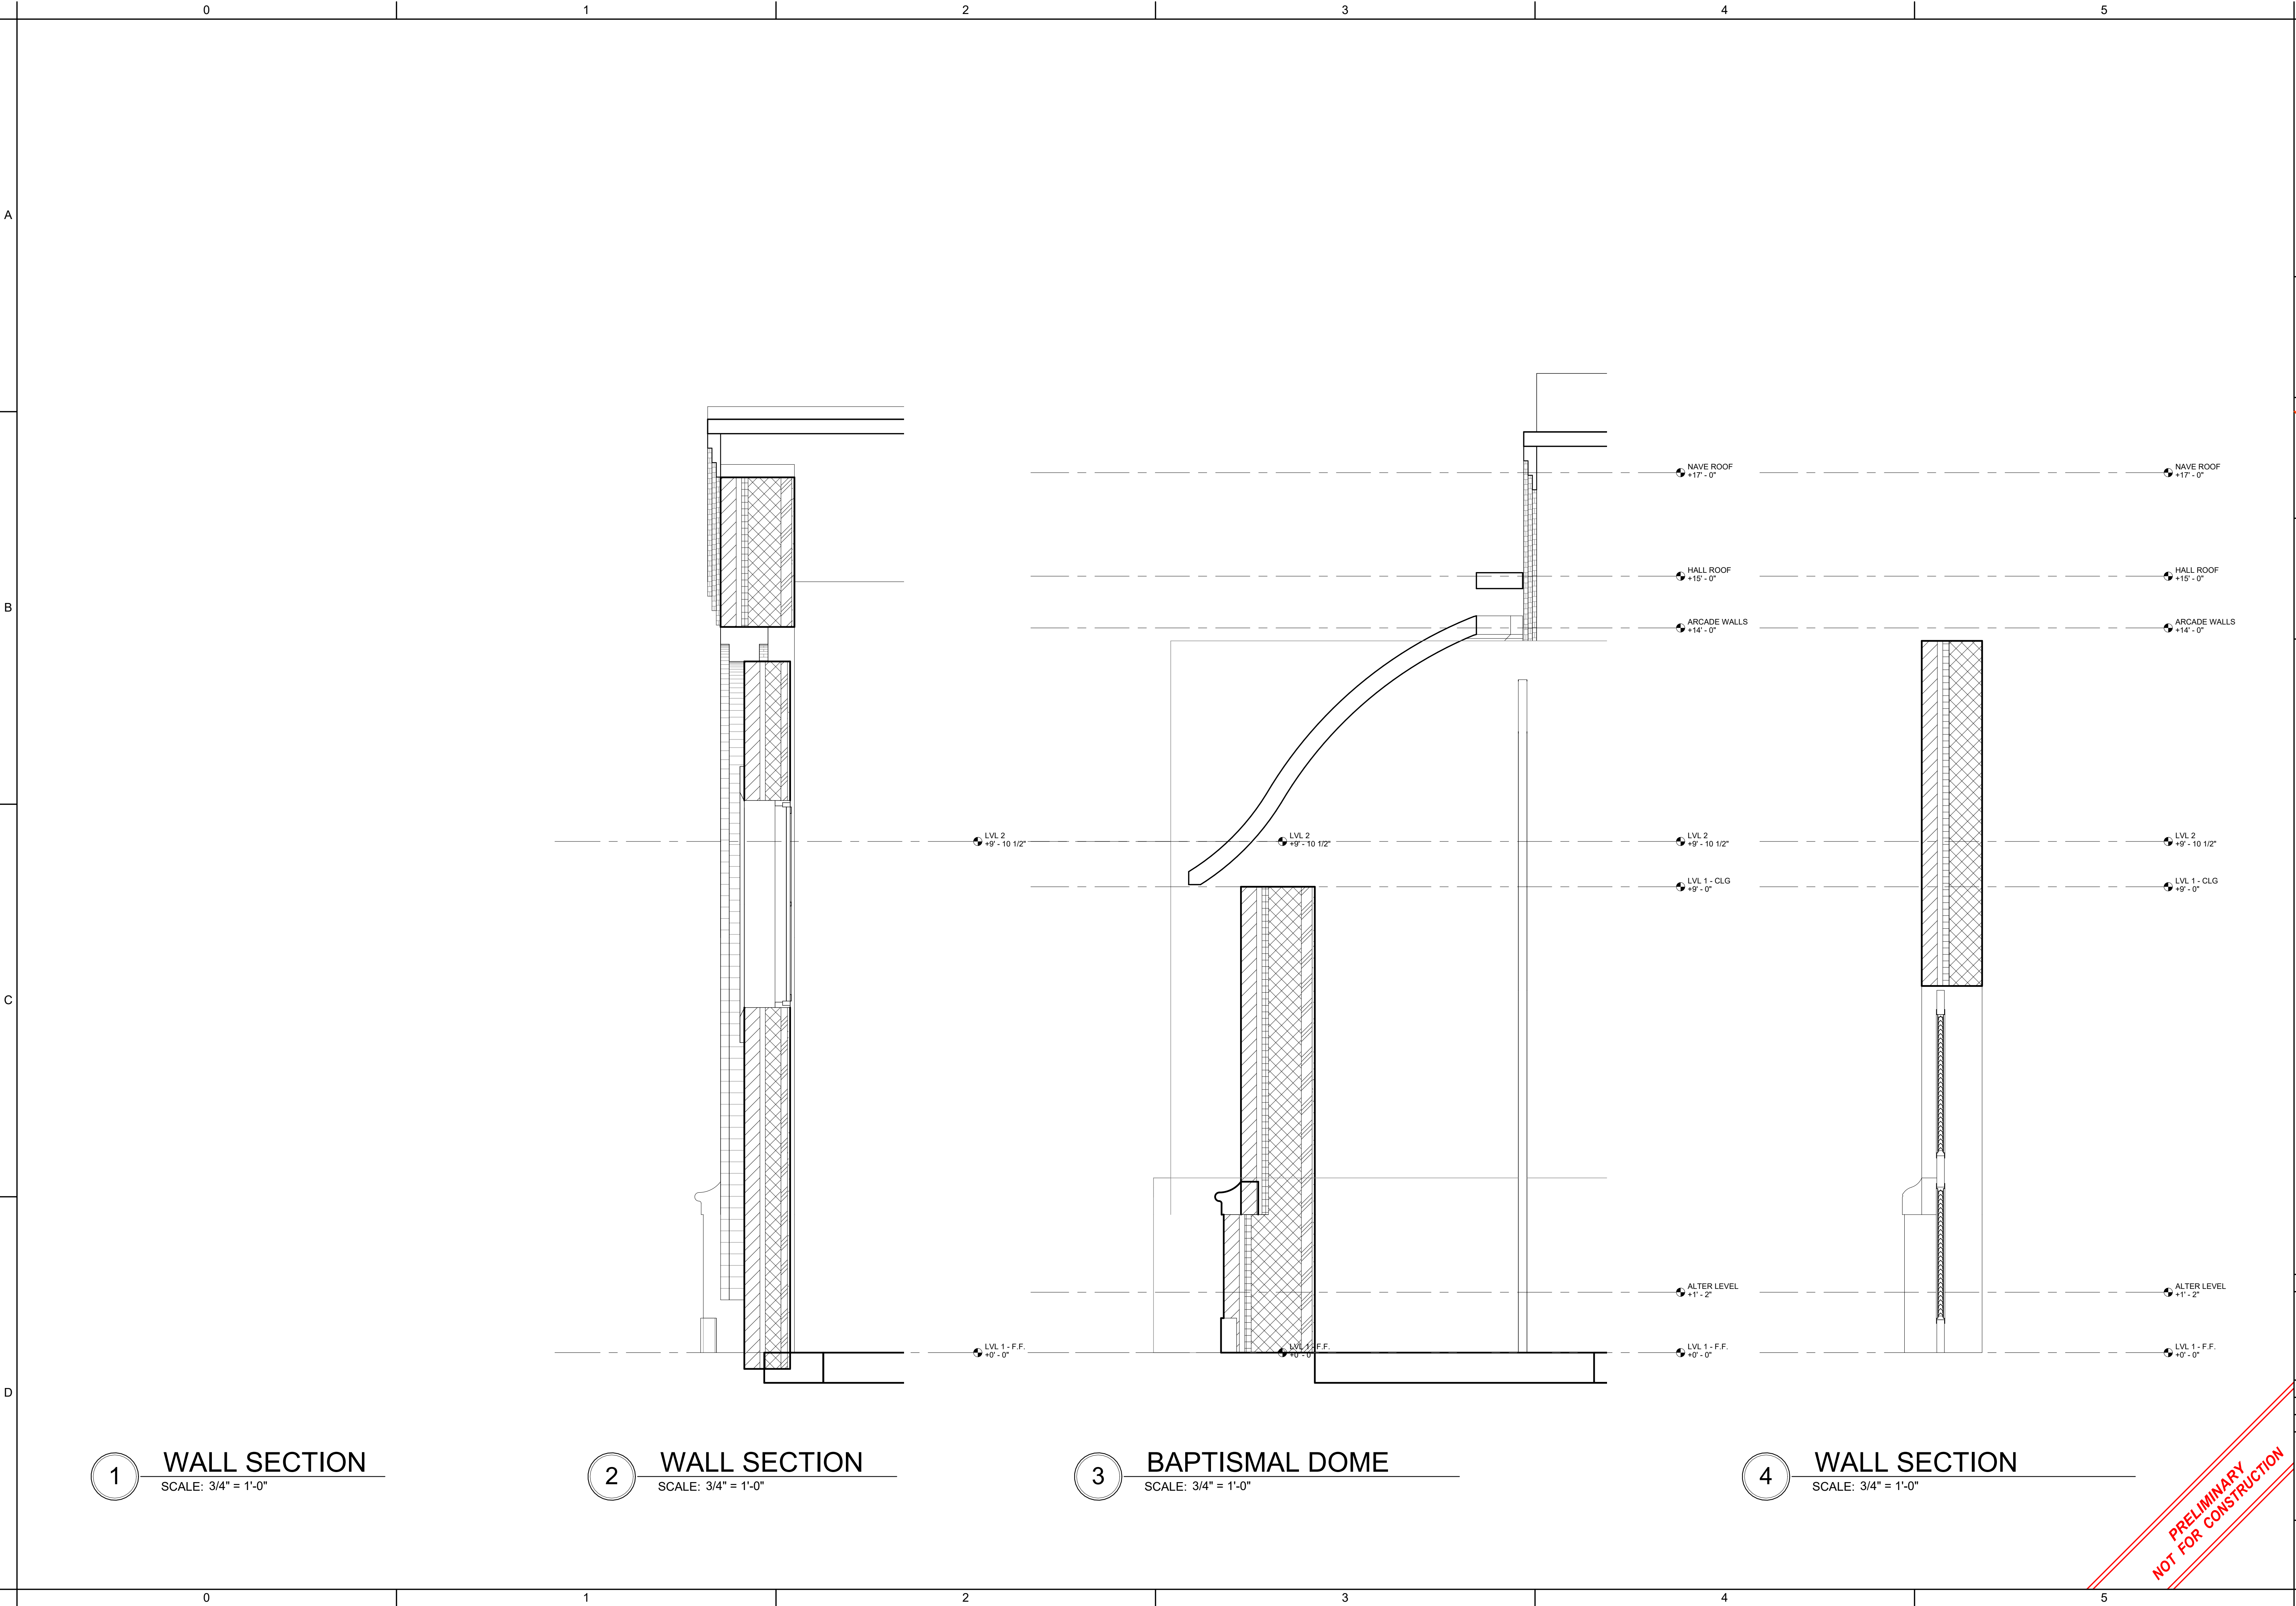 0 1 2 3 4 5
A
B
C
D
NAVE ROOF
+17' - 0"
NAVE ROOF
+17' - 0"
HALL ROOF
+15' - 0"
HALL ROOF
+15' - 0"
ARCADE WALLS
+14' - 0"
ARCADE WALLS
+14' - 0"
LVL 2
+9' - 10 1/2"
LVL 2
+9' - 10 1/2"
LVL 2
+9' - 10 1/2"
LVL 2
+9' - 10 1/2"
LVL 1 - CLG
+9' - 0"
LVL 1 - CLG
+9' - 0"
ALTER LEVEL
+1' - 2"
ALTER LEVEL
+1' - 2"
LVL 1 - F.F.
+0' - 0"
LVL 1 - F.F.
+0' - 0"
LVL 1 - F.F.
+0' - 0"
LVL 1 - F.F.
+0' - 0"
1 WALL SECTION
SCALE: 3/4" = 1'-0"
2 WALL SECTION
SCALE: 3/4" = 1'-0"
3 BAPTISMAL DOME
SCALE: 3/4" = 1'-0"
4 WALL SECTION
SCALE: 3/4" = 1'-0"
PRELIMINARY
NOT FOR CONSTRUCTION
0 1 2 3 4 5